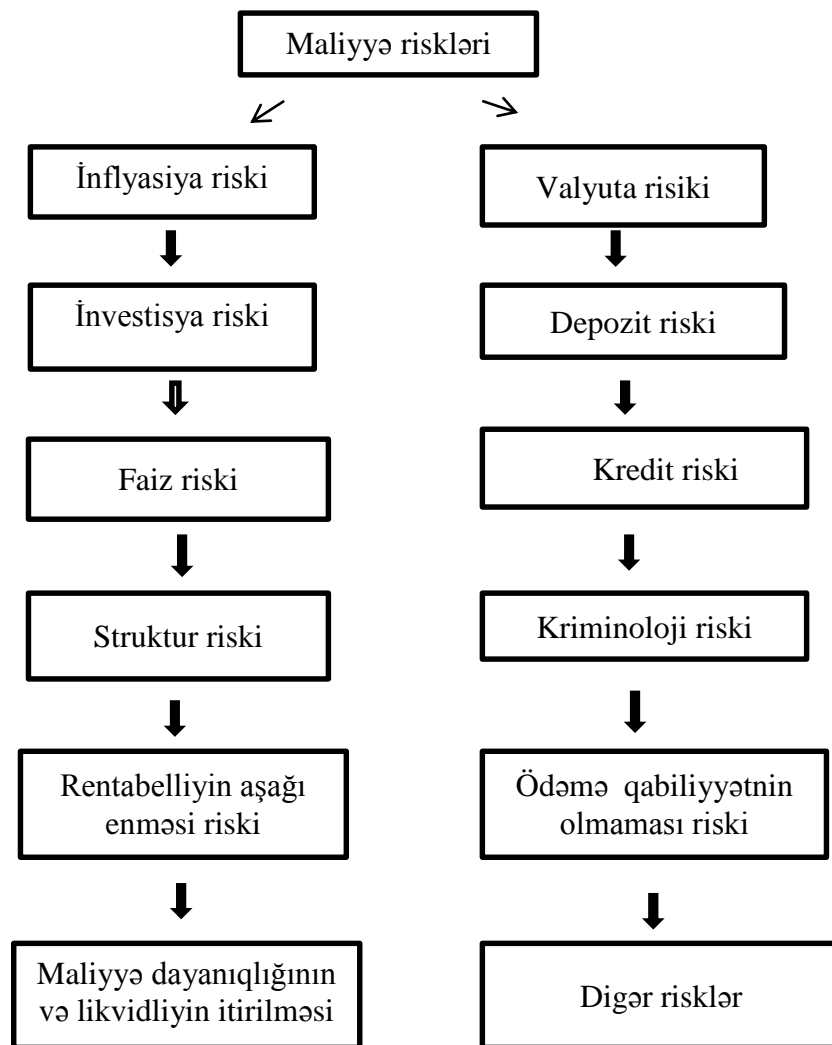 Maliyyə riskləri
İnflyasiya riski
Valyuta risiki
İnvestisya riski
Depozit riski
Faiz riski
Kredit riski
Struktur riski
Kriminoloji riski
Rentabelliyin aşağı
enməsi riski
Ödəmə qabiliyyətnin
olmaması riski
Maliyyə dayanıqlığının
və likvidliyin itirilməsi
Digər risklər